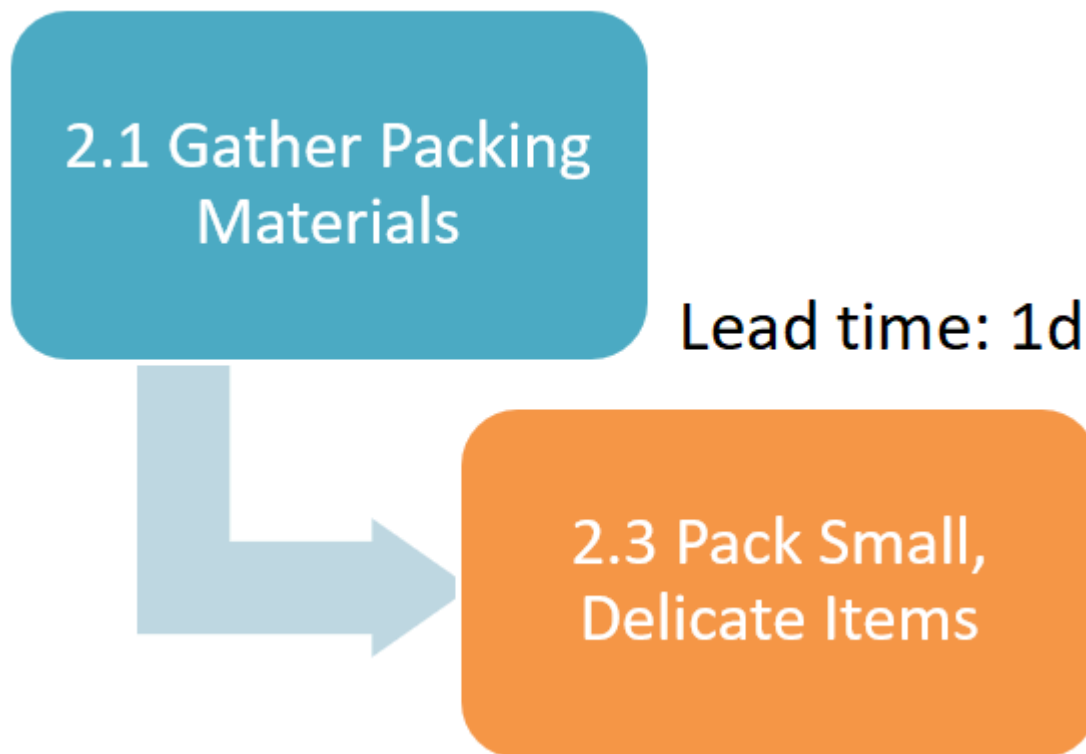 2.1 Gather Packing
Materials
Lead time: 1d
2.3 Pack Small,
Delicate Items